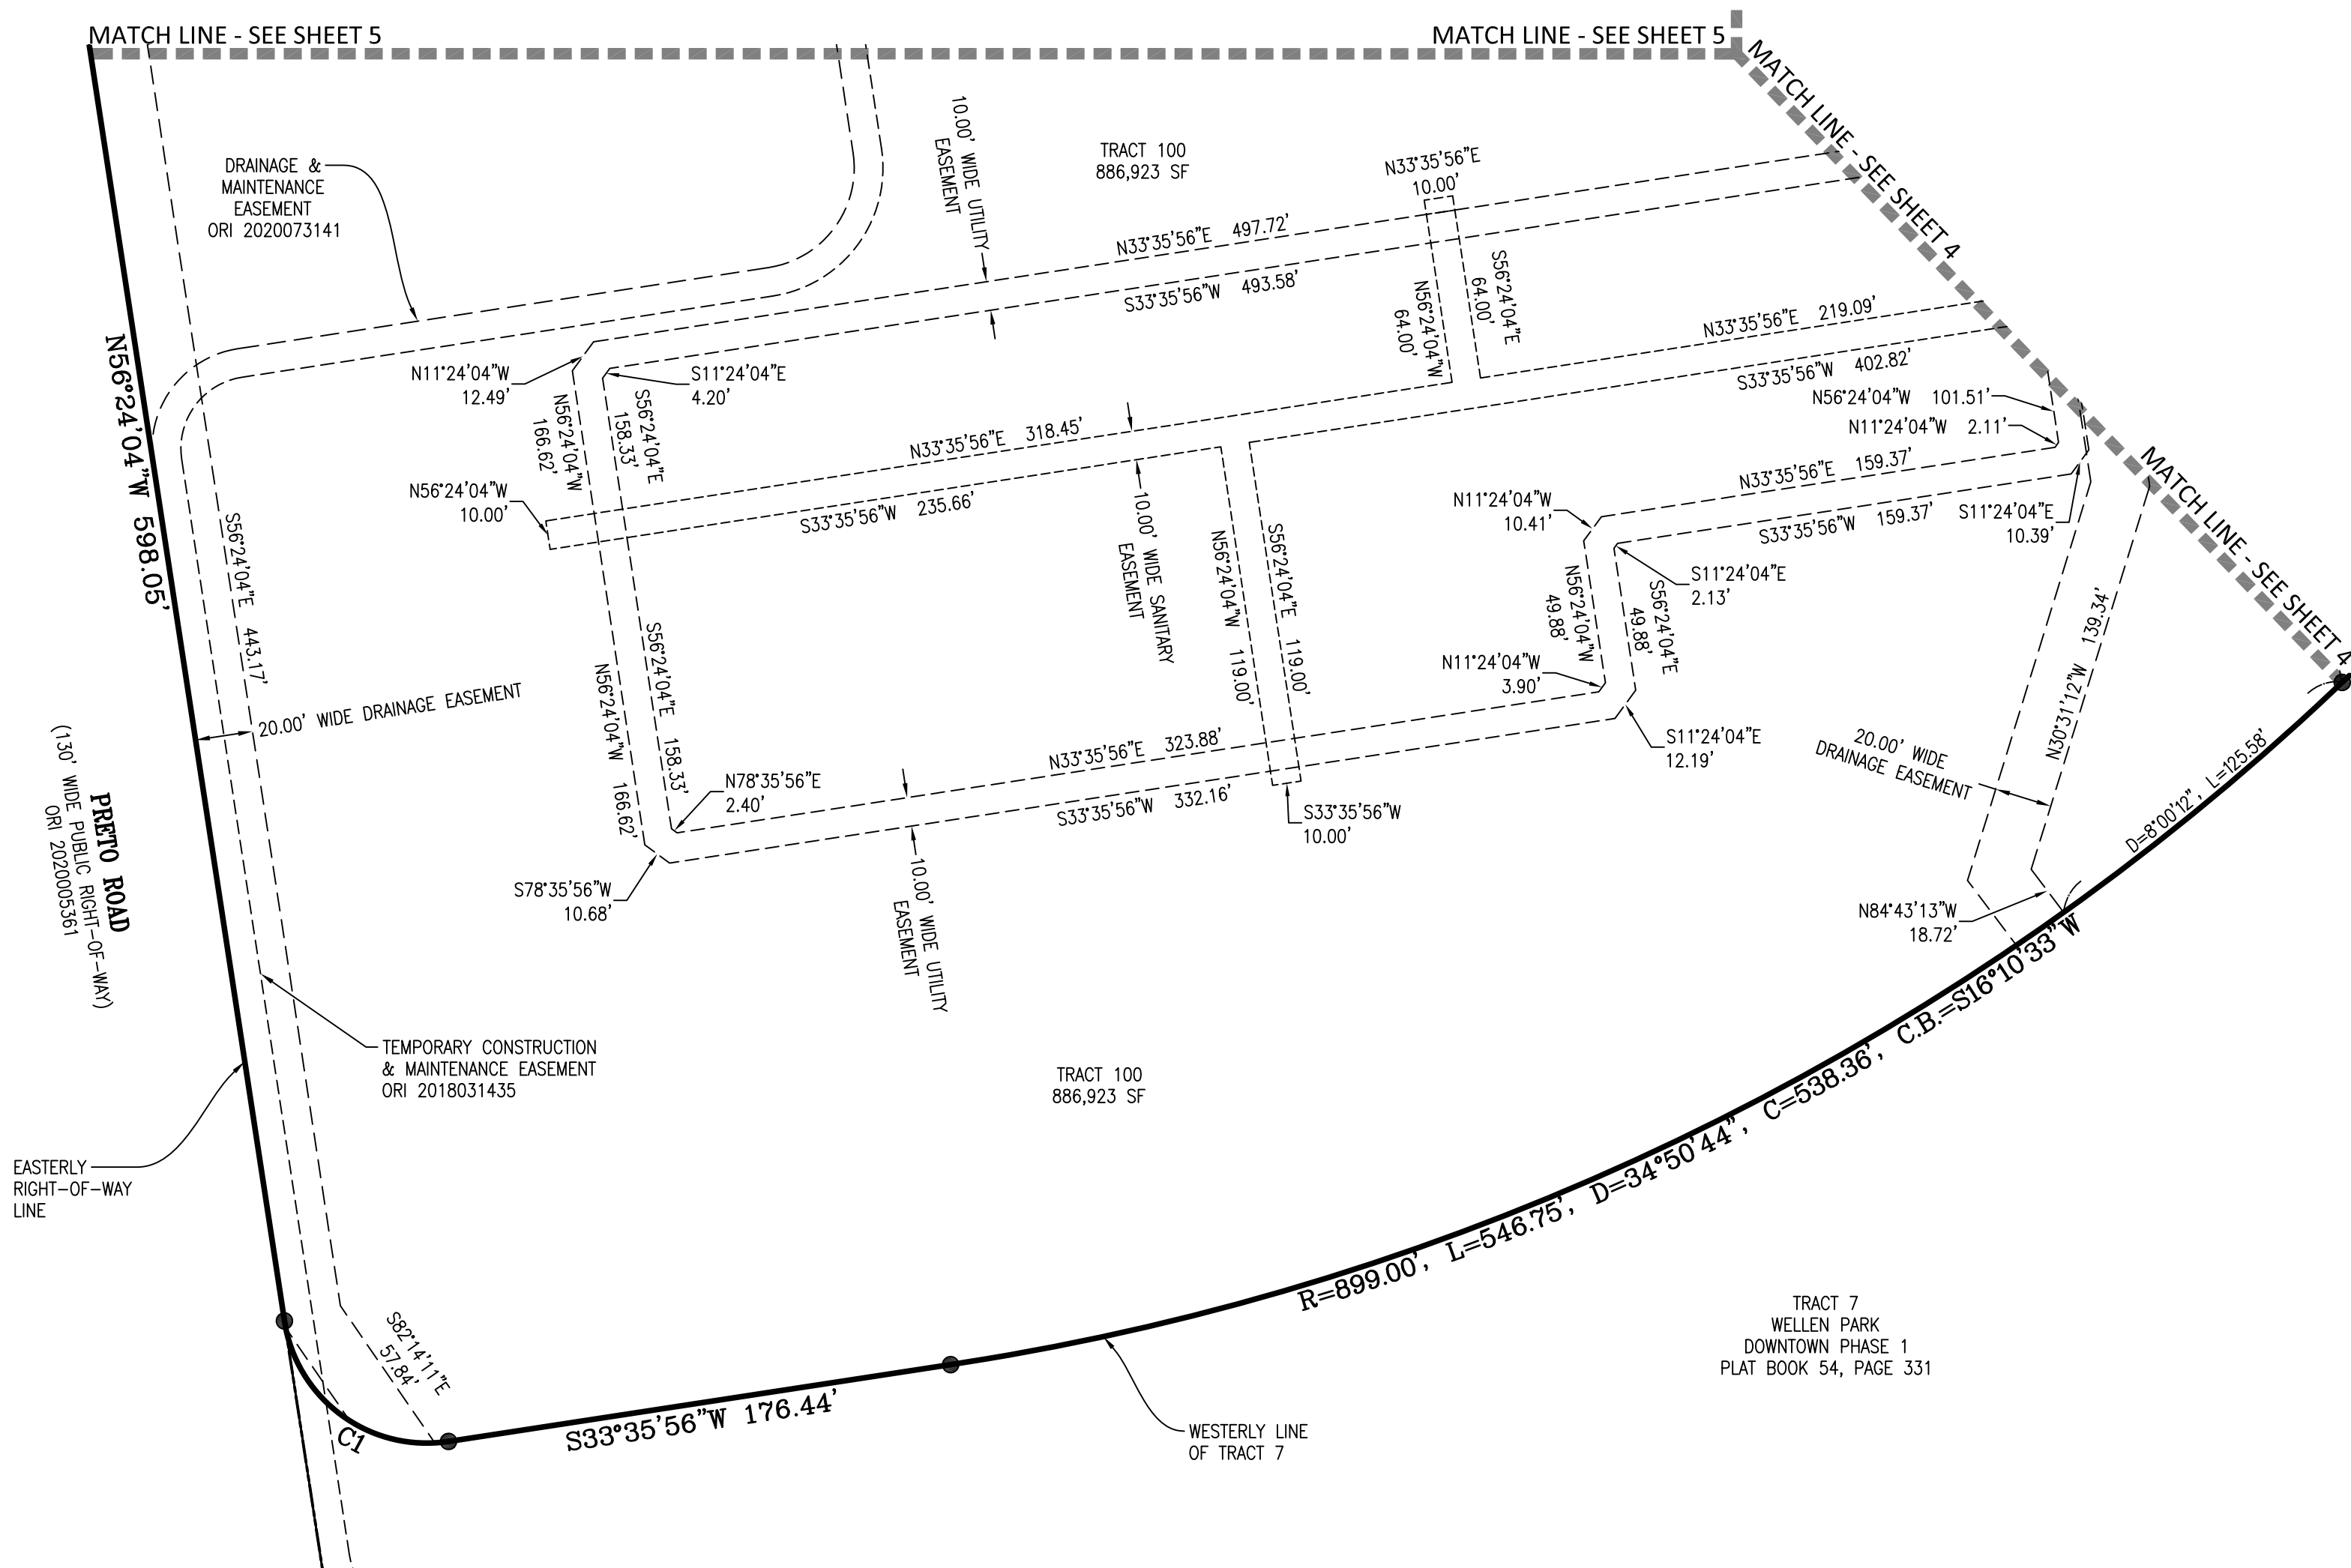 MATCH LINE - SEE SHEET 5
MATCH LINE - SEE SHEET 5
MATCH LINE - SEE SHEET 4
MATCH LINE - SEE SHEET 4
DRAINAGE &
MAINTENANCE
EASEMENT
ORI 2020073141
10.00' WIDE UTILITY
EASEMENT
TRACT 100
886,923 SF
N33°35'56"E
10.00'
N33°35'56"E 497.72'
S33°35'56"W 493.58'
N56°24'04"W
64.00'
S56°24'04"E
64.00'
N33°35'56"E 219.09'
S33°35'56"W 402.82'
N56°24'04"W 101.51'
N11°24'04"W 2.11'
N11°24'04"W
12.49'
S11°24'04"E
4.20'
N56°24'04"W
166.62'
S56°24'04"E
158.33'
N33°35'56"E 318.45'
S33°35'56"W 235.66'
N56°24'04"W
10.00'
10.00' WIDE SANITARY
EASEMENT
N11°24'04"W
10.41'
N33°35'56"E 159.37'
S33°35'56"W 159.37'
S11°24'04"E
10.39'
S11°24'04"E
2.13'
N56°24'04"W
49.88'
S56°24'04"E
49.88'
N11°24'04"W
3.90'
S11°24'04"E
12.19'
N56°24'04"W 119.00'
S56°24'04"E 119.00'
N56°24'04"W 598.05'
S56°24'04"E 443.17'
20.00' WIDE DRAINAGE EASEMENT
N56°24'04"W 166.62'
S56°24'04"E 158.33'
N78°35'56"E
2.40'
N33°35'56"E 323.88'
S33°35'56"W 332.16'
S33°35'56"W
10.00'
S78°35'56"W
10.68'
10.00' WIDE UTILITY
EASEMENT
20.00' WIDE
DRAINAGE EASEMENT
N30°31'12"W 139.34'
D=8°00'12", L=125.58'
N84°43'13"W
18.72'
PRETO ROAD
(130' WIDE PUBLIC RIGHT-OF-WAY)
ORI 2020005361
TEMPORARY CONSTRUCTION
& MAINTENANCE EASEMENT
ORI 2018031435
TRACT 100
886,923 SF
EASTERLY
RIGHT-OF-WAY
LINE
R=899.00', L=546.75', D=34°50'44", C=538.36', C.B.=S16°10'33"W
S82°14'11"E
57.84'
C1
S33°35'56"W 176.44'
WESTERLY LINE
OF TRACT 7
TRACT 7
WELLEN PARK
DOWNTOWN PHASE 1
PLAT BOOK 54, PAGE 331